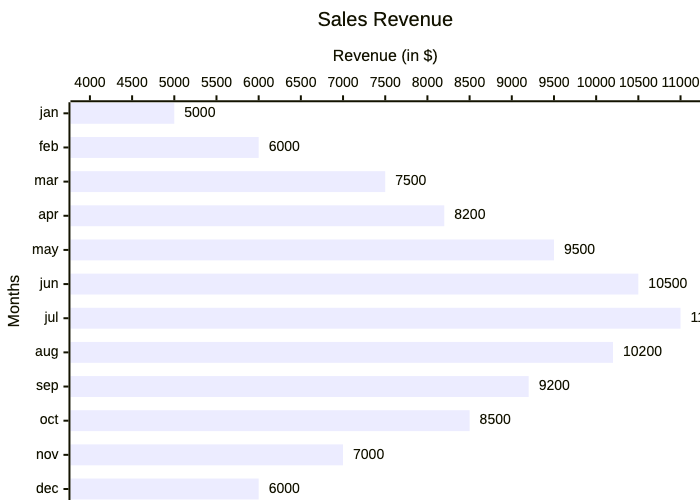 Sales Revenue
Revenue (in $)
4000 4500 5000 5500 6000 6500 7000 7500 8000 8500 9000 9500 10000 10500 11000
jan 5000
feb 6000
mar 7500
apr 8200
may 9500
jun 10500
Months
jul
aug 10200
sep 9200
oct 8500
nov 7000
dec 6000